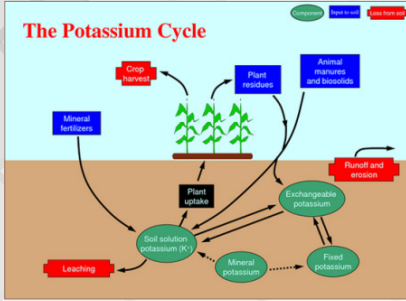 The Potassium Cycle
Component
Input to soil
Loss from soil
Crop
harvest
Plant
residues
Animal
manures
and biosolids
Mineral
fertilizers
Runoff and
erosion
Plant
uptake
Exchangeable
potassium
Soil solution
potassium (K+)
Mineral
potassium
Fixed
potassium
Leaching